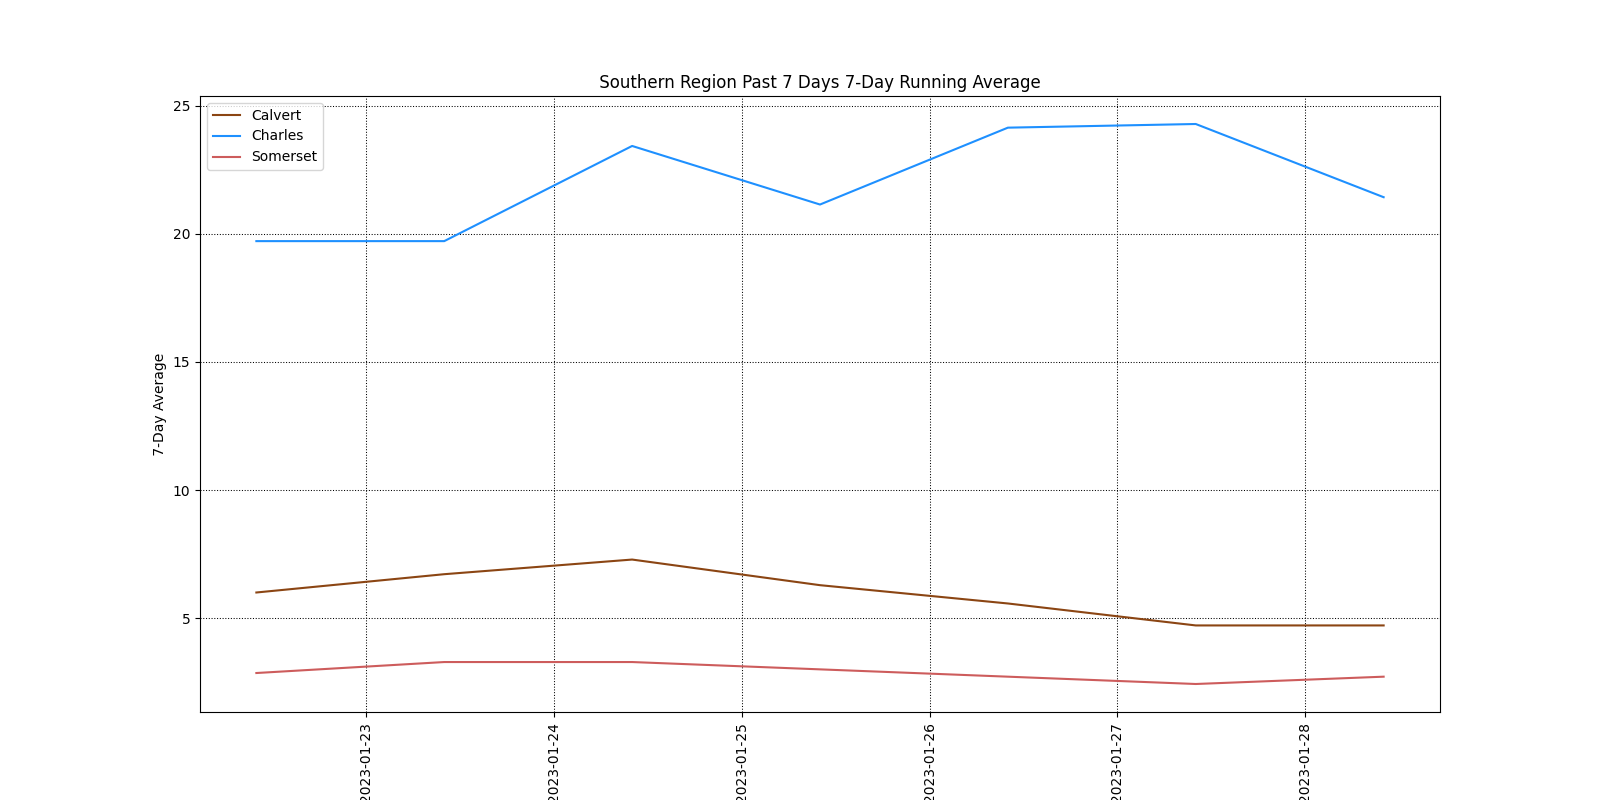 Southern Region Past 7 Days 7-Day Running Average
Calvert
Charles
Somerset
7-Day Average
25
20
15
10
5
2023-01-23
2023-01-24
2023-01-25
2023-01-26
2023-01-27
2023-01-28